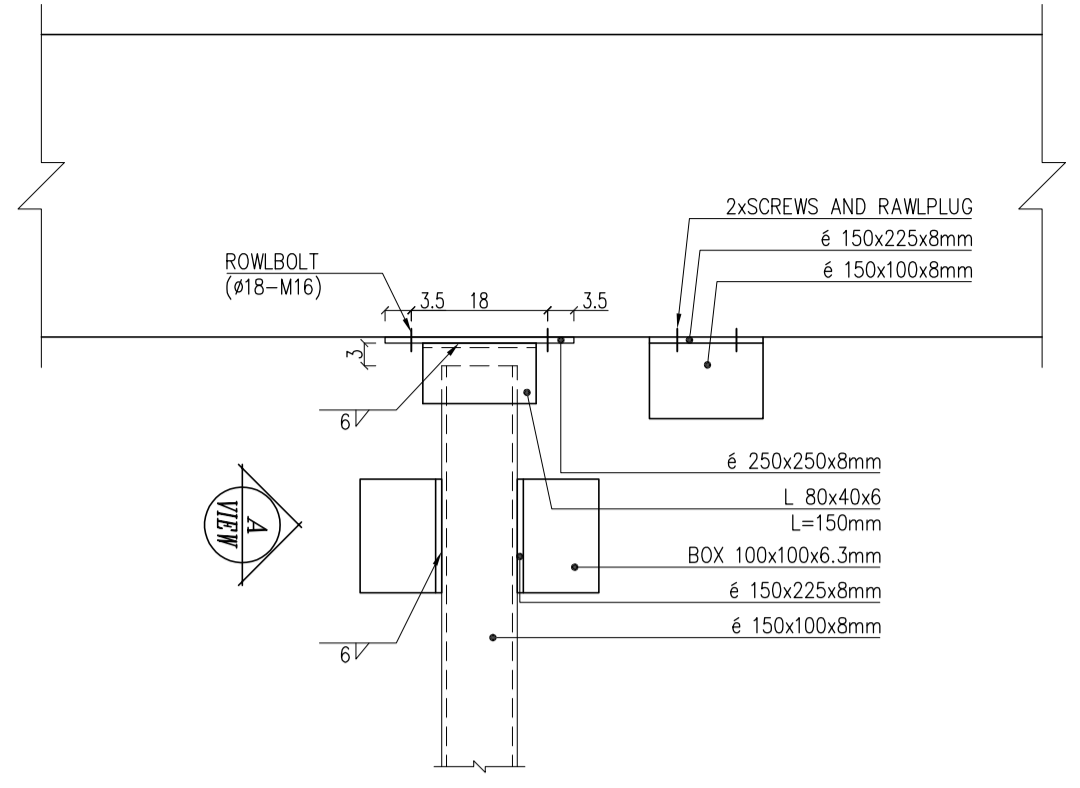 2xSCREWS AND RAWLPLUG
é 150x225x8mm
é 150x100x8mm
ROWLBOLT
(ø18-M16)
3.5 18 3.5
3
6
é 250x250x8mm
L 80x40x6
L=150mm
BOX 100x100x6.3mm
é 150x225x8mm
é 150x100x8mm
A
VIEW
6